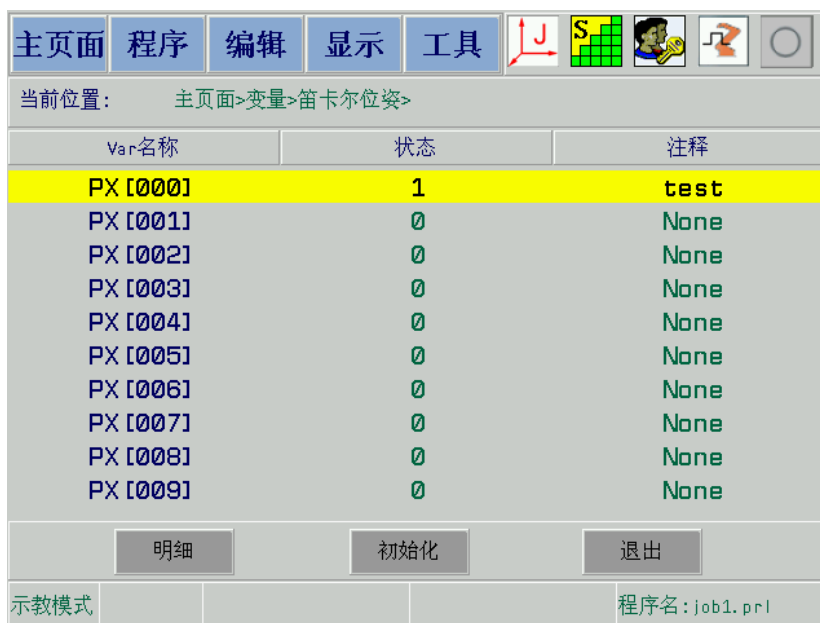 主页面 程序 编辑 显示 工具 J S
当前位置: 主页面>变量>笛卡尔位姿>
Var名称 状态 注释
PX[000] 1 test
PX[001] 0 None
PX[002] 0 None
PX[003] 0 None
PX[004] 0 None
PX[005] 0 None
PX[006] 0 None
PX[007] 0 None
PX[008] 0 None
PX[009] 0 None
明细 初始化 退出
示教模式 程序名:job1.prl